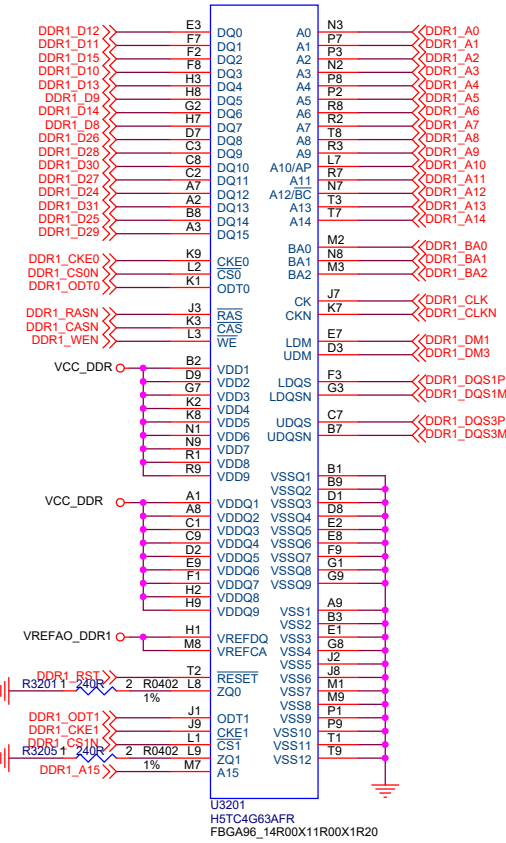 DDR1_D12 E3 DQ0 A0 N3 DDR1_A0
DDR1_D11 F7 DQ1 A1 P7 DDR1_A1
DDR1_D15 F2 DQ2 A2 P3 DDR1_A2
DDR1_D10 F8 DQ3 A3 N2 DDR1_A3
DDR1_D13 H3 DQ4 A4 P8 DDR1_A4
DDR1_D9 H8 DQ5 A5 P2 DDR1_A5
DDR1_D14 G2 DQ6 A6 R8 DDR1_A6
DDR1_D8 H7 DQ7 A7 R2 DDR1_A7
DDR1_D26 D7 DQ8 A8 T8 DDR1_A8
DDR1_D28 C3 DQ9 A9 R3 DDR1_A9
DDR1_D30 C8 DQ10 A10/AP L7 DDR1_A10
DDR1_D27 C2 DQ11 A11 R7 DDR1_A11
DDR1_D24 A7 DQ12 A12/BC N7 DDR1_A12
DDR1_D31 A2 DQ13 A13 T3 DDR1_A13
DDR1_D25 B8 DQ14 A14 T7 DDR1_A14
DDR1_D29 A3 DQ15
BA0 M2 DDR1_BA0
DDR1_CKE0 K9 CKE0 BA1 N8 DDR1_BA1
DDR1_CS0N L2 CS0 BA2 M3 DDR1_BA2
DDR1_ODT0 K1 ODT0
CK J7 DDR1_CLK
DDR1_RASN J3 RAS CKN K7 DDR1_CLKN
DDR1_CASN K3 CAS
DDR1_WEN L3 WE LDM E7 DDR1_DM1
UDM D3 DDR1_DM3
VCC_DDR B2 VDD1
D9 VDD2 LDQS F3 DDR1_DQS1P
G7 VDD3 LDQSN G3 DDR1_DQS1M
K2 VDD4
K8 VDD5 UDQS C7 DDR1_DQS3P
N1 VDD6 UDQSN B7 DDR1_DQS3M
N9 VDD7
R1 VDD8
R9 VDD9 VSSQ1 B1
VSSQ2 B9
VCC_DDR A1 VDDQ1 VSSQ3 D1
A8 VDDQ2 VSSQ4 D8
C1 VDDQ3 VSSQ5 E2
C9 VDDQ4 VSSQ6 E8
D2 VDDQ5 VSSQ7 F9
E9 VDDQ6 VSSQ8 G1
F1 VDDQ7 VSSQ9 G9
H2 VDDQ8
H9 VDDQ9 VSS1 A9
VSS2 B3
VREFAO_DDR1 H1 VREFDQ VSS3 E1
M8 VREFCA VSS4 G8
VSS5 J2
DDR1_RST T2 RESET VSS6 J8
R3201 1 240R 2 R0402 L8 ZQ0 VSS7 M1
1% VSS8 M9
DDR1_ODT1 J1 ODT1 VSS9 P1
DDR1_CKE1 J9 CKE1 VSS10 P9
DDR1_CS1N L1 CS1 VSS11 T1
R3205 1 240R 2 R0402 L9 ZQ1 VSS12 T9
1%
DDR1_A15 M7 A15
U3201
H5TC4G63AFR
FBGA96_14R00X11R00X1R20